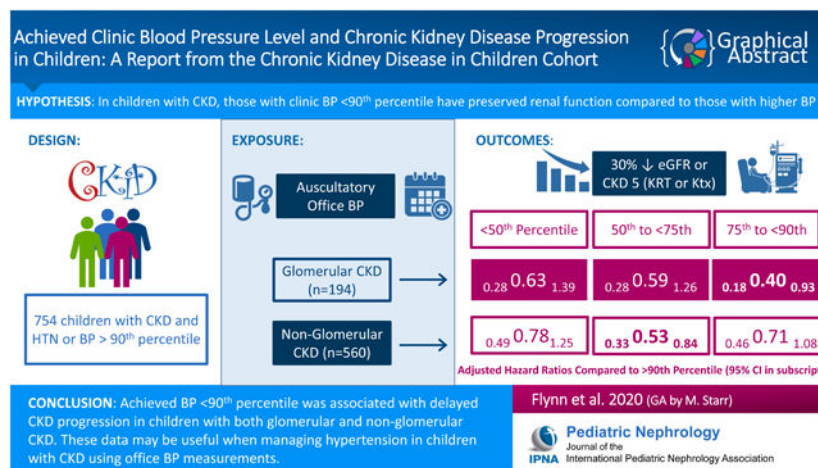 Achieved Clinic Blood Pressure Level and Chronic Kidney Disease Progression
in Children: A Report from the Chronic Kidney Disease in Children Cohort
{ } Graphical
Abstract
HYPOTHESIS: In children with CKD, those with clinic BP <90th percentile have preserved renal function compared to those with higher BP
DESIGN:
CKiD
754 children with CKD and
HTN or BP > 90th percentile
EXPOSURE:
Auscultatory
Office BP
Glomerular CKD
(n=194)
Non-Glomerular
CKD (n=560)
OUTCOMES:
30% ↓ eGFR or
CKD 5 (KRT or Ktx)
<50th Percentile
50th to <75th
75th to <90th
0.28 0.63 1.39
0.28 0.59 1.26
0.18 0.40 0.93
0.49 0.78 1.25
0.33 0.53 0.84
0.46 0.71 1.08
Adjusted Hazard Ratios Compared to >90th Percentile (95% CI in subscript
CONCLUSION: Achieved BP <90th percentile was associated with delayed
CKD progression in children with both glomerular and non-glomerular
CKD. These data may be useful when managing hypertension in children
with CKD using office BP measurements.
Flynn et al. 2020 (GA by M. Starr)
IPNA
Pediatric Nephrology
Journal of the
International Pediatric Nephrology Association